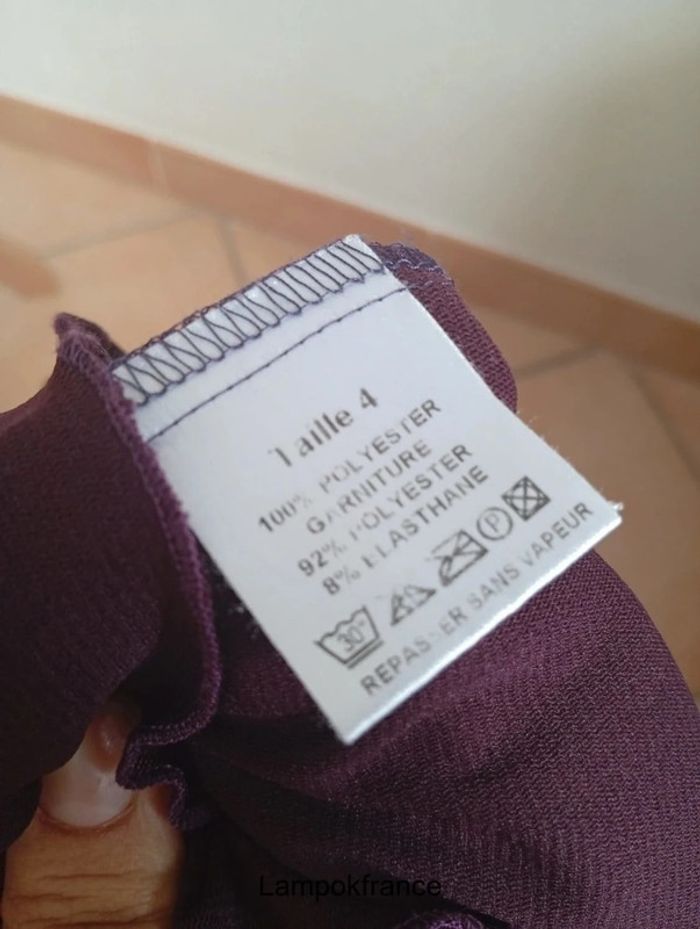 Taille 4
100% POLYESTER
GARNITURE
92% POLYESTER
8% ELASTHANE
30°
P
REPASSER SANS VAPEUR
Lampokfrance